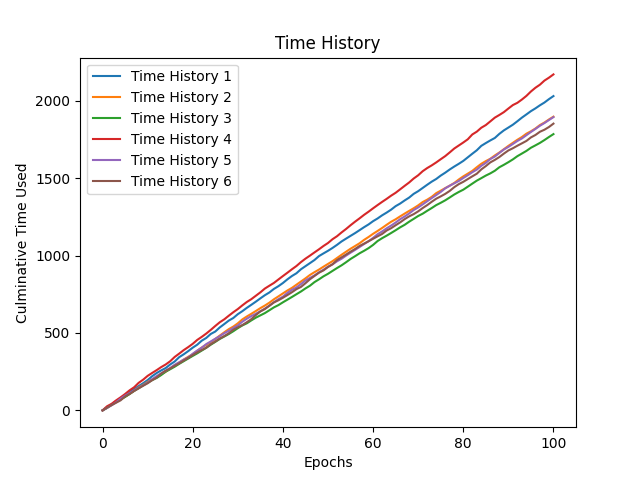 Time History
Time History 1
Time History 2
Time History 3
Time History 4
Time History 5
Time History 6
Culminative Time Used
2000
1500
1000
500
0
0 20 40 60 80 100
Epochs